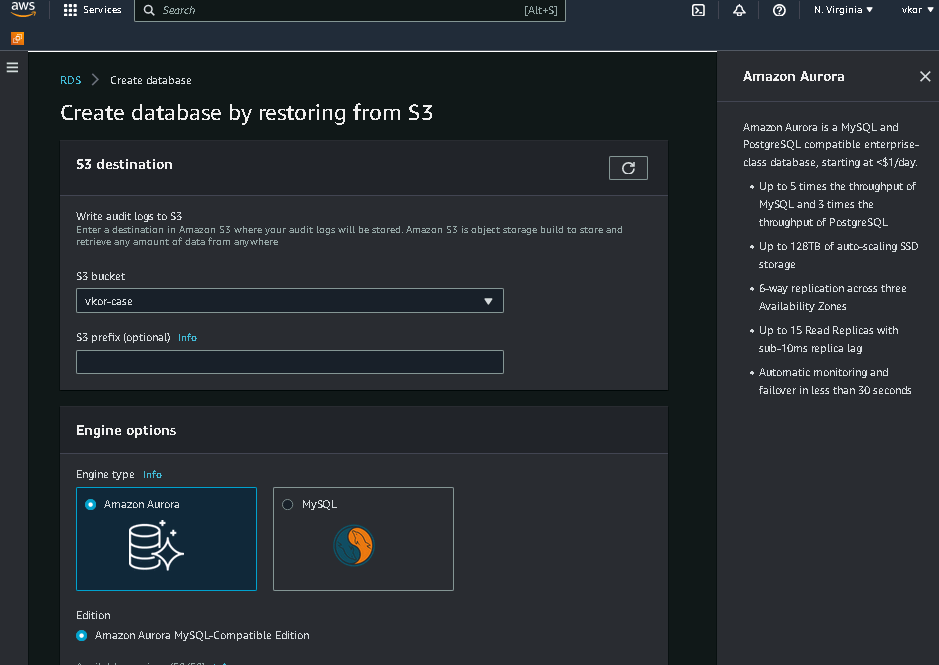 aws
Services
Search
[Alt+S]
N. Virginia
vkor
RDS
Create database
Create database by restoring from S3
S3 destination
Write audit logs to S3
Enter a destination in Amazon S3 where your audit logs will be stored. Amazon S3 is object storage build to store and
retrieve any amount of data from anywhere
S3 bucket
vkor-case
S3 prefix (optional) Info
Engine options
Engine type Info
Amazon Aurora
MySQL
Edition
Amazon Aurora MySQL-Compatible Edition
Amazon Aurora
Amazon Aurora is a MySQL and
PostgreSQL compatible enterprise-
class database, starting at <$1/day.
• Up to 5 times the throughput of
MySQL and 3 times the
throughput of PostgreSQL
• Up to 128TB of auto-scaling SSD
storage
• 6-way replication across three
Availability Zones
• Up to 15 Read Replicas with
sub-10ms replica lag
• Automatic monitoring and
failover in less than 30 seconds